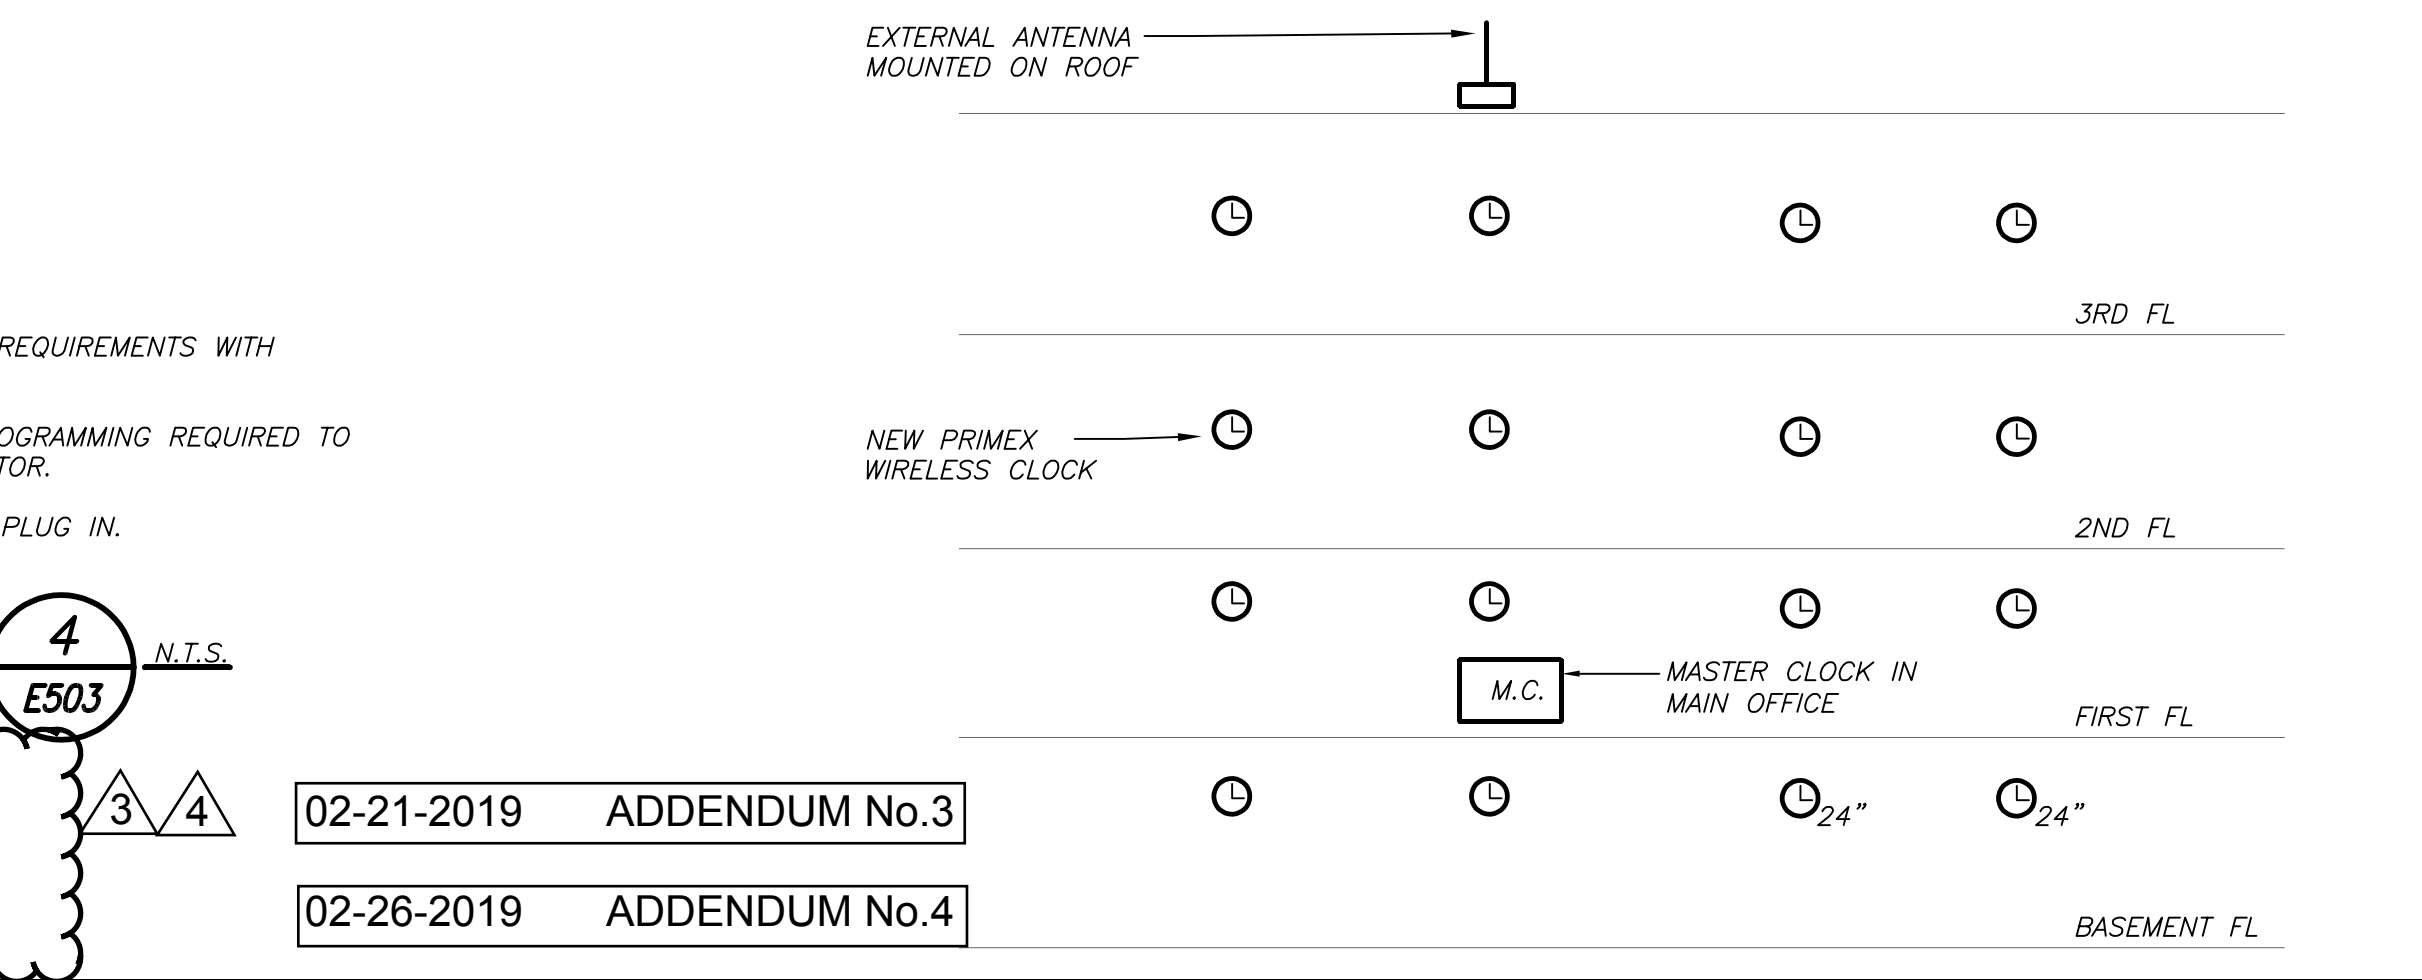 EXTERNAL ANTENNA
MOUNTED ON ROOF
3RD FL
REQUIREMENTS WITH
OGRAMMING REQUIRED TO
TOR.
NEW PRIMEX
WIRELESS CLOCK
PLUG IN.
2ND FL
4
E503
N.T.S.
M.C.
MASTER CLOCK IN
MAIN OFFICE
FIRST FL
3
4
02-21-2019 ADDENDUM No.3
24"
24"
02-26-2019 ADDENDUM No.4
BASEMENT FL